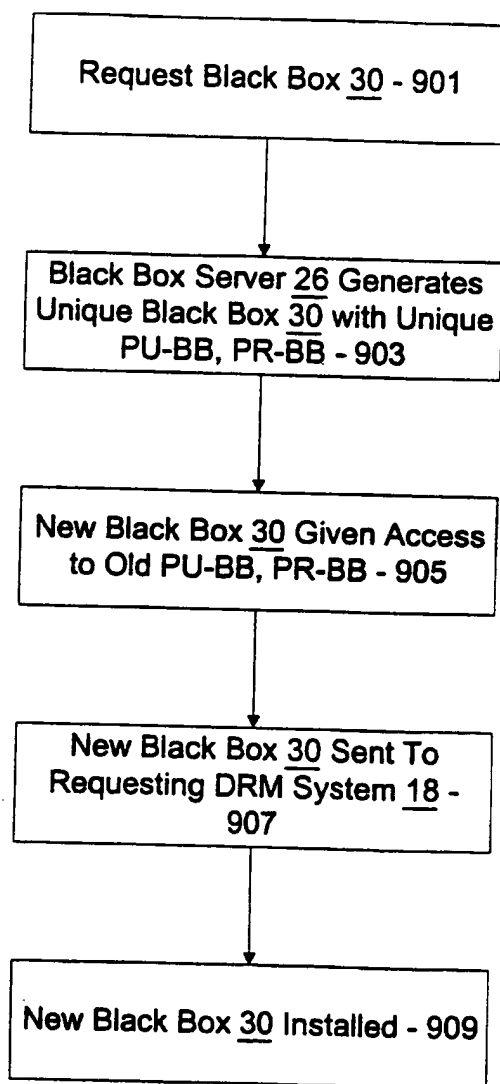 Request Black Box 30 - 901
Black Box Server 26 Generates
Unique Black Box 30 with Unique
PU-BB, PR-BB - 903
New Black Box 30 Given Access
to Old PU-BB, PR-BB - 905
New Black Box 30 Sent To
Requesting DRM System 18 -
907
New Black Box 30 Installed - 909